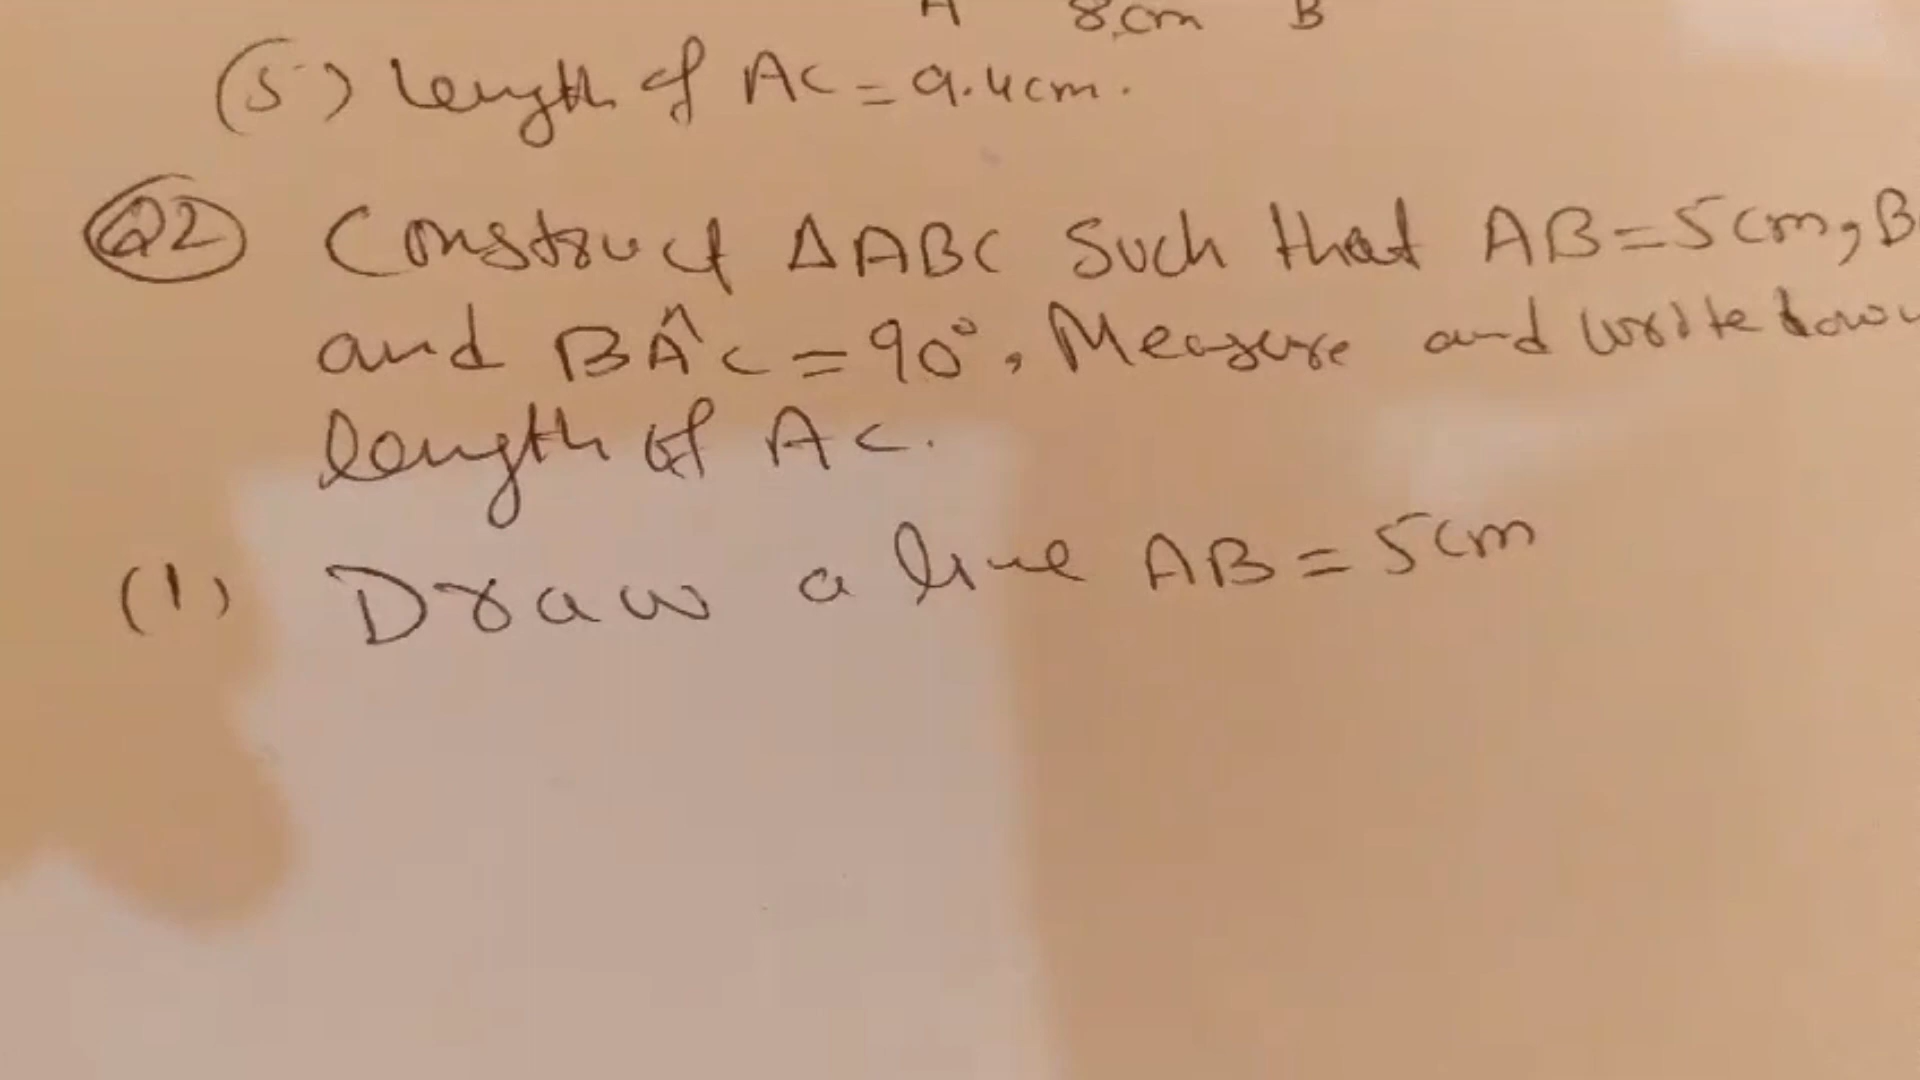 A 8cm B
(5) length of AC = 9.4cm.
Q2 Construct ΔABC Such that AB=5cm, B
and BÂC = 90°, Measure and write down
length of AC.
(1) Draw a line AB = 5cm